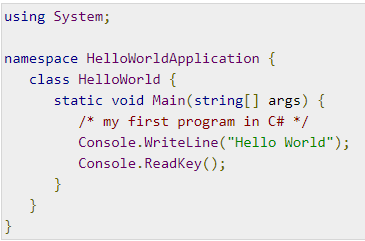 using System;

namespace HelloWorldApplication {
   class HelloWorld {
      static void Main(string[] args) {
         /* my first program in C# */
         Console.WriteLine("Hello World");
         Console.ReadKey();
      }
   }
}